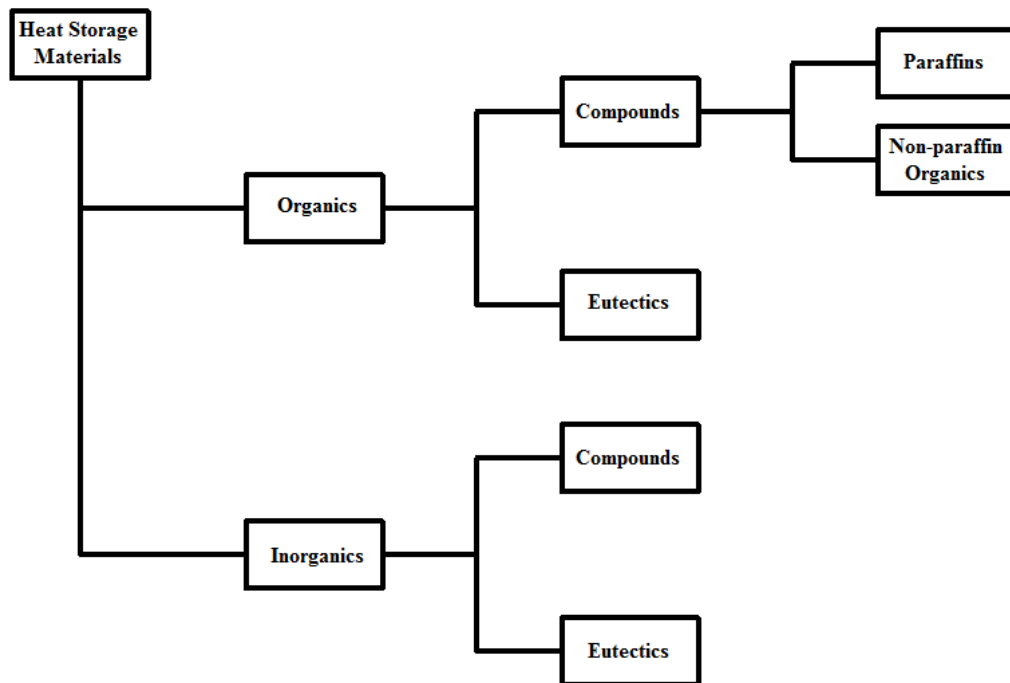 Heat Storage
Materials
Organics
Compounds
Paraffins
Non-paraffin
Organics
Eutectics
Inorganics
Compounds
Eutectics